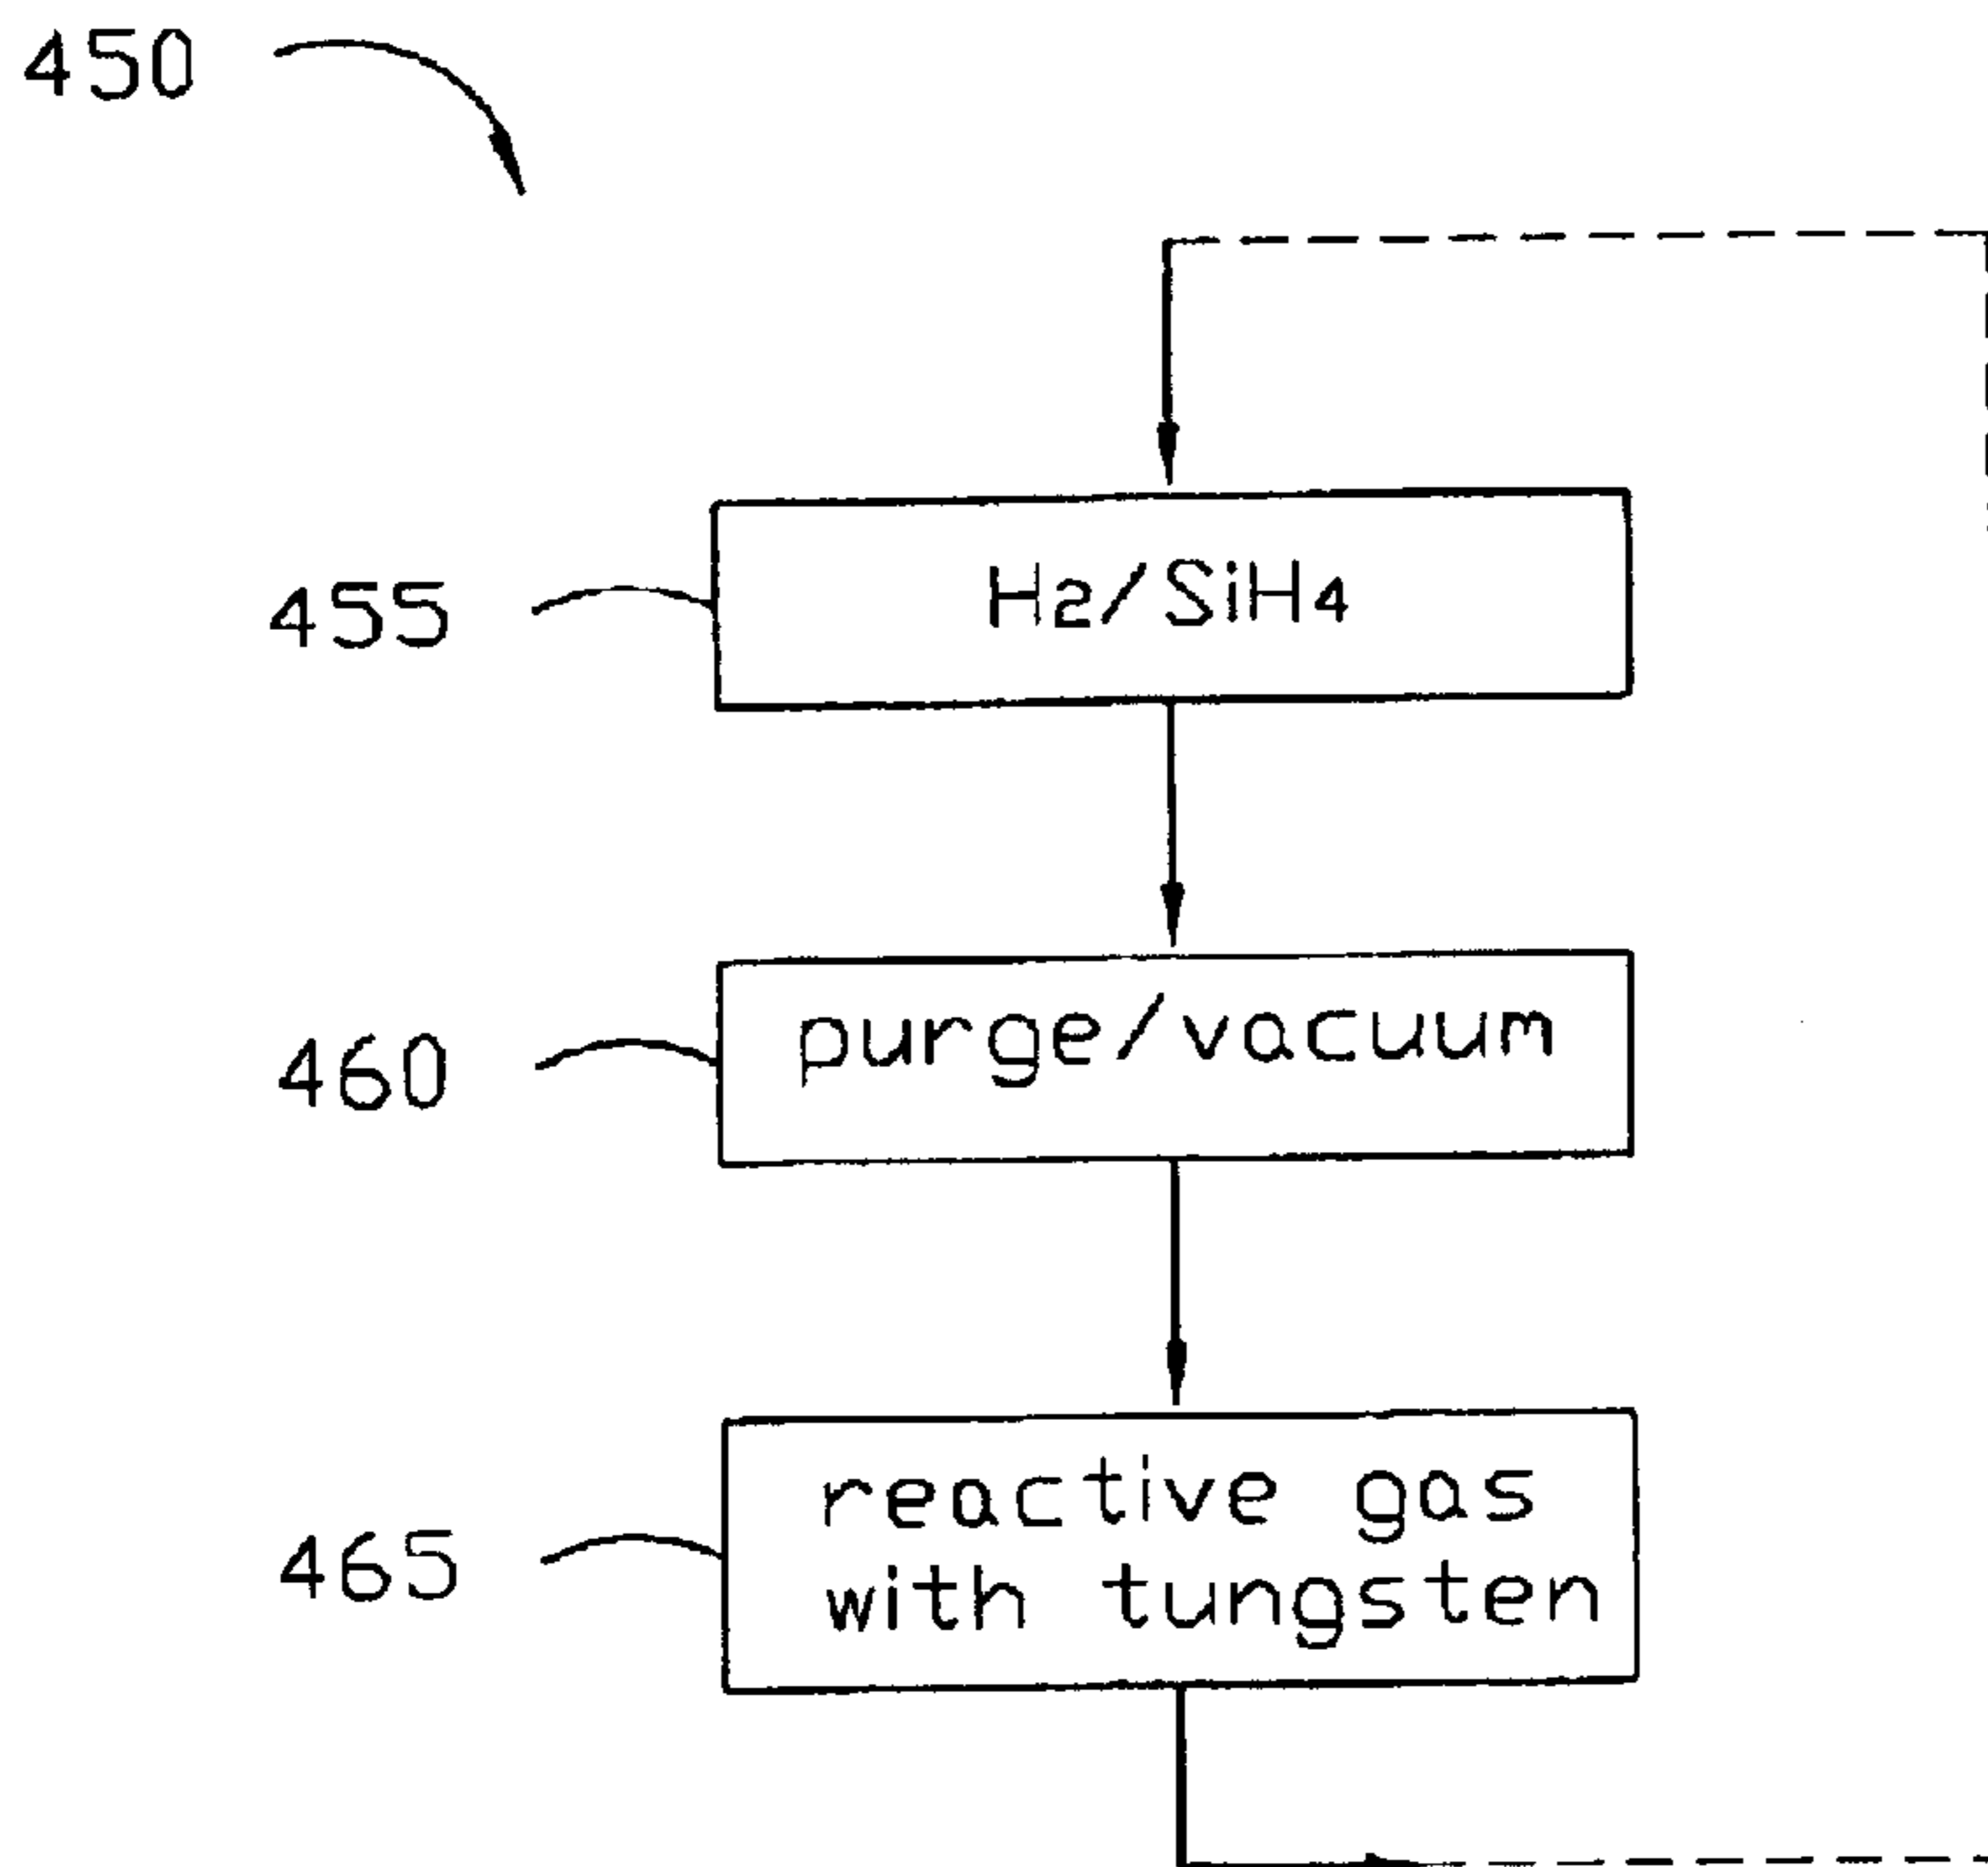 450
455
H2/SiH4
460
purge/vacuum
465
reactive gas
with tungsten